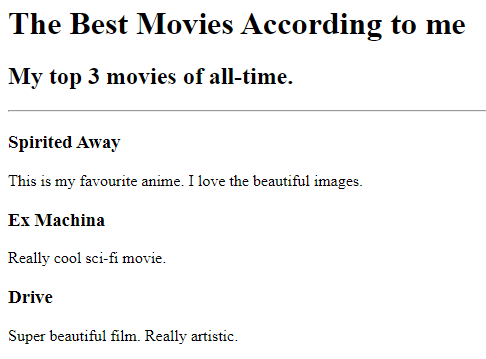 The Best Movies According to me
My top 3 movies of all-time.
Spirited Away
This is my favourite anime. I love the beautiful images.
Ex Machina
Really cool sci-fi movie.
Drive
Super beautiful film. Really artistic.